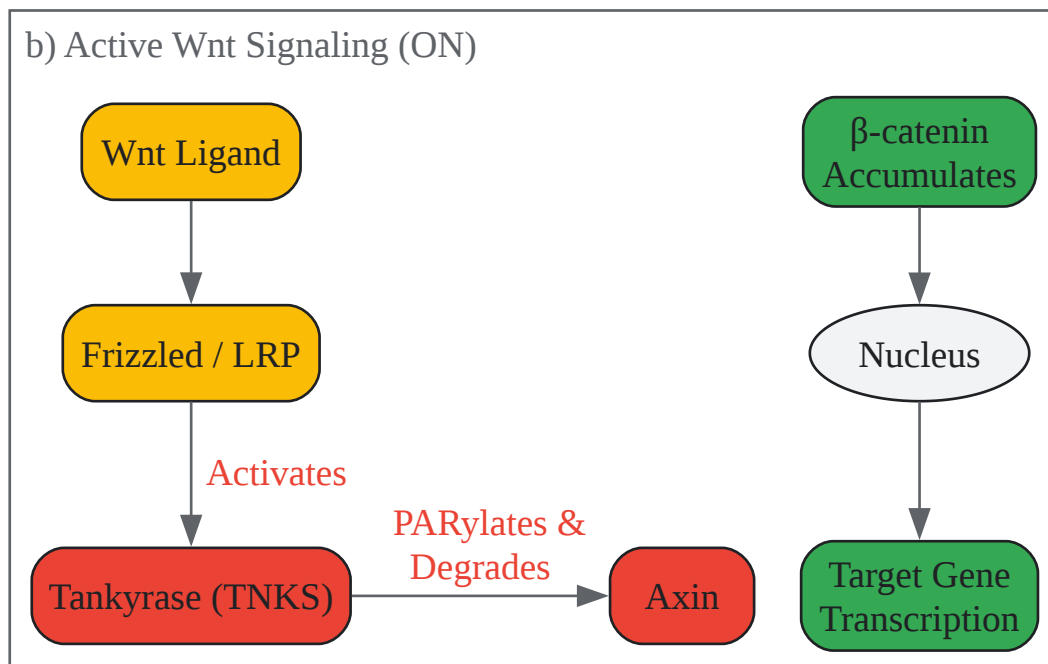 b) Active Wnt Signaling (ON)
Wnt Ligand
Frizzled / LRP
Activates
Tankyrase (TNKS)
PARylates &
Degrades
Axin
β-catenin
Accumulates
Nucleus
Target Gene
Transcription